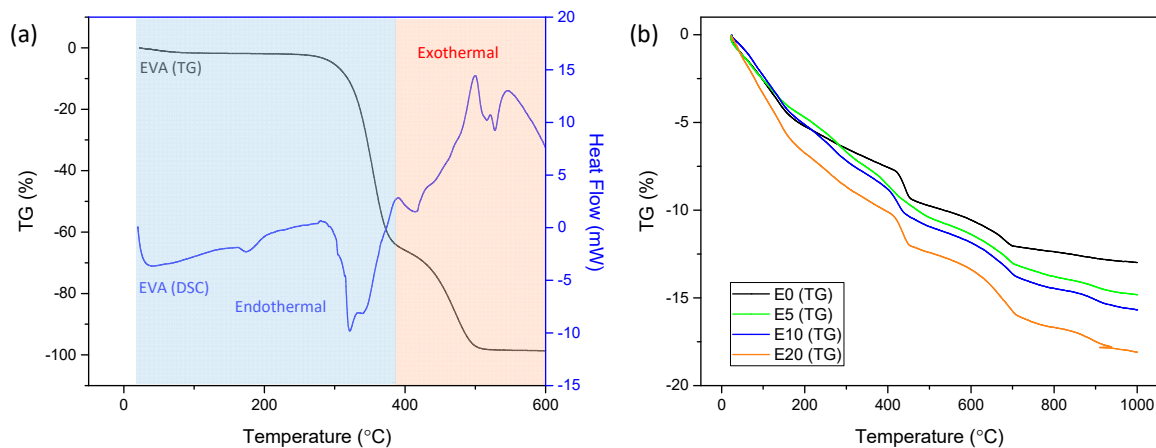 (a)
20
15
10
5
0
-5
-10
-15
Heat Flow (mW)
0
-20
-40
-60
-80
-100
TG (%)
EVA (TG)
Exothermal
EVA (DSC)
Endothermal
0
200
400
600
Temperature (°C)
(b)
0
-5
-10
-15
-20
TG (%)
E0 (TG)
E5 (TG)
E10 (TG)
E20 (TG)
0
200
400
600
800
1000
Temperature (°C)